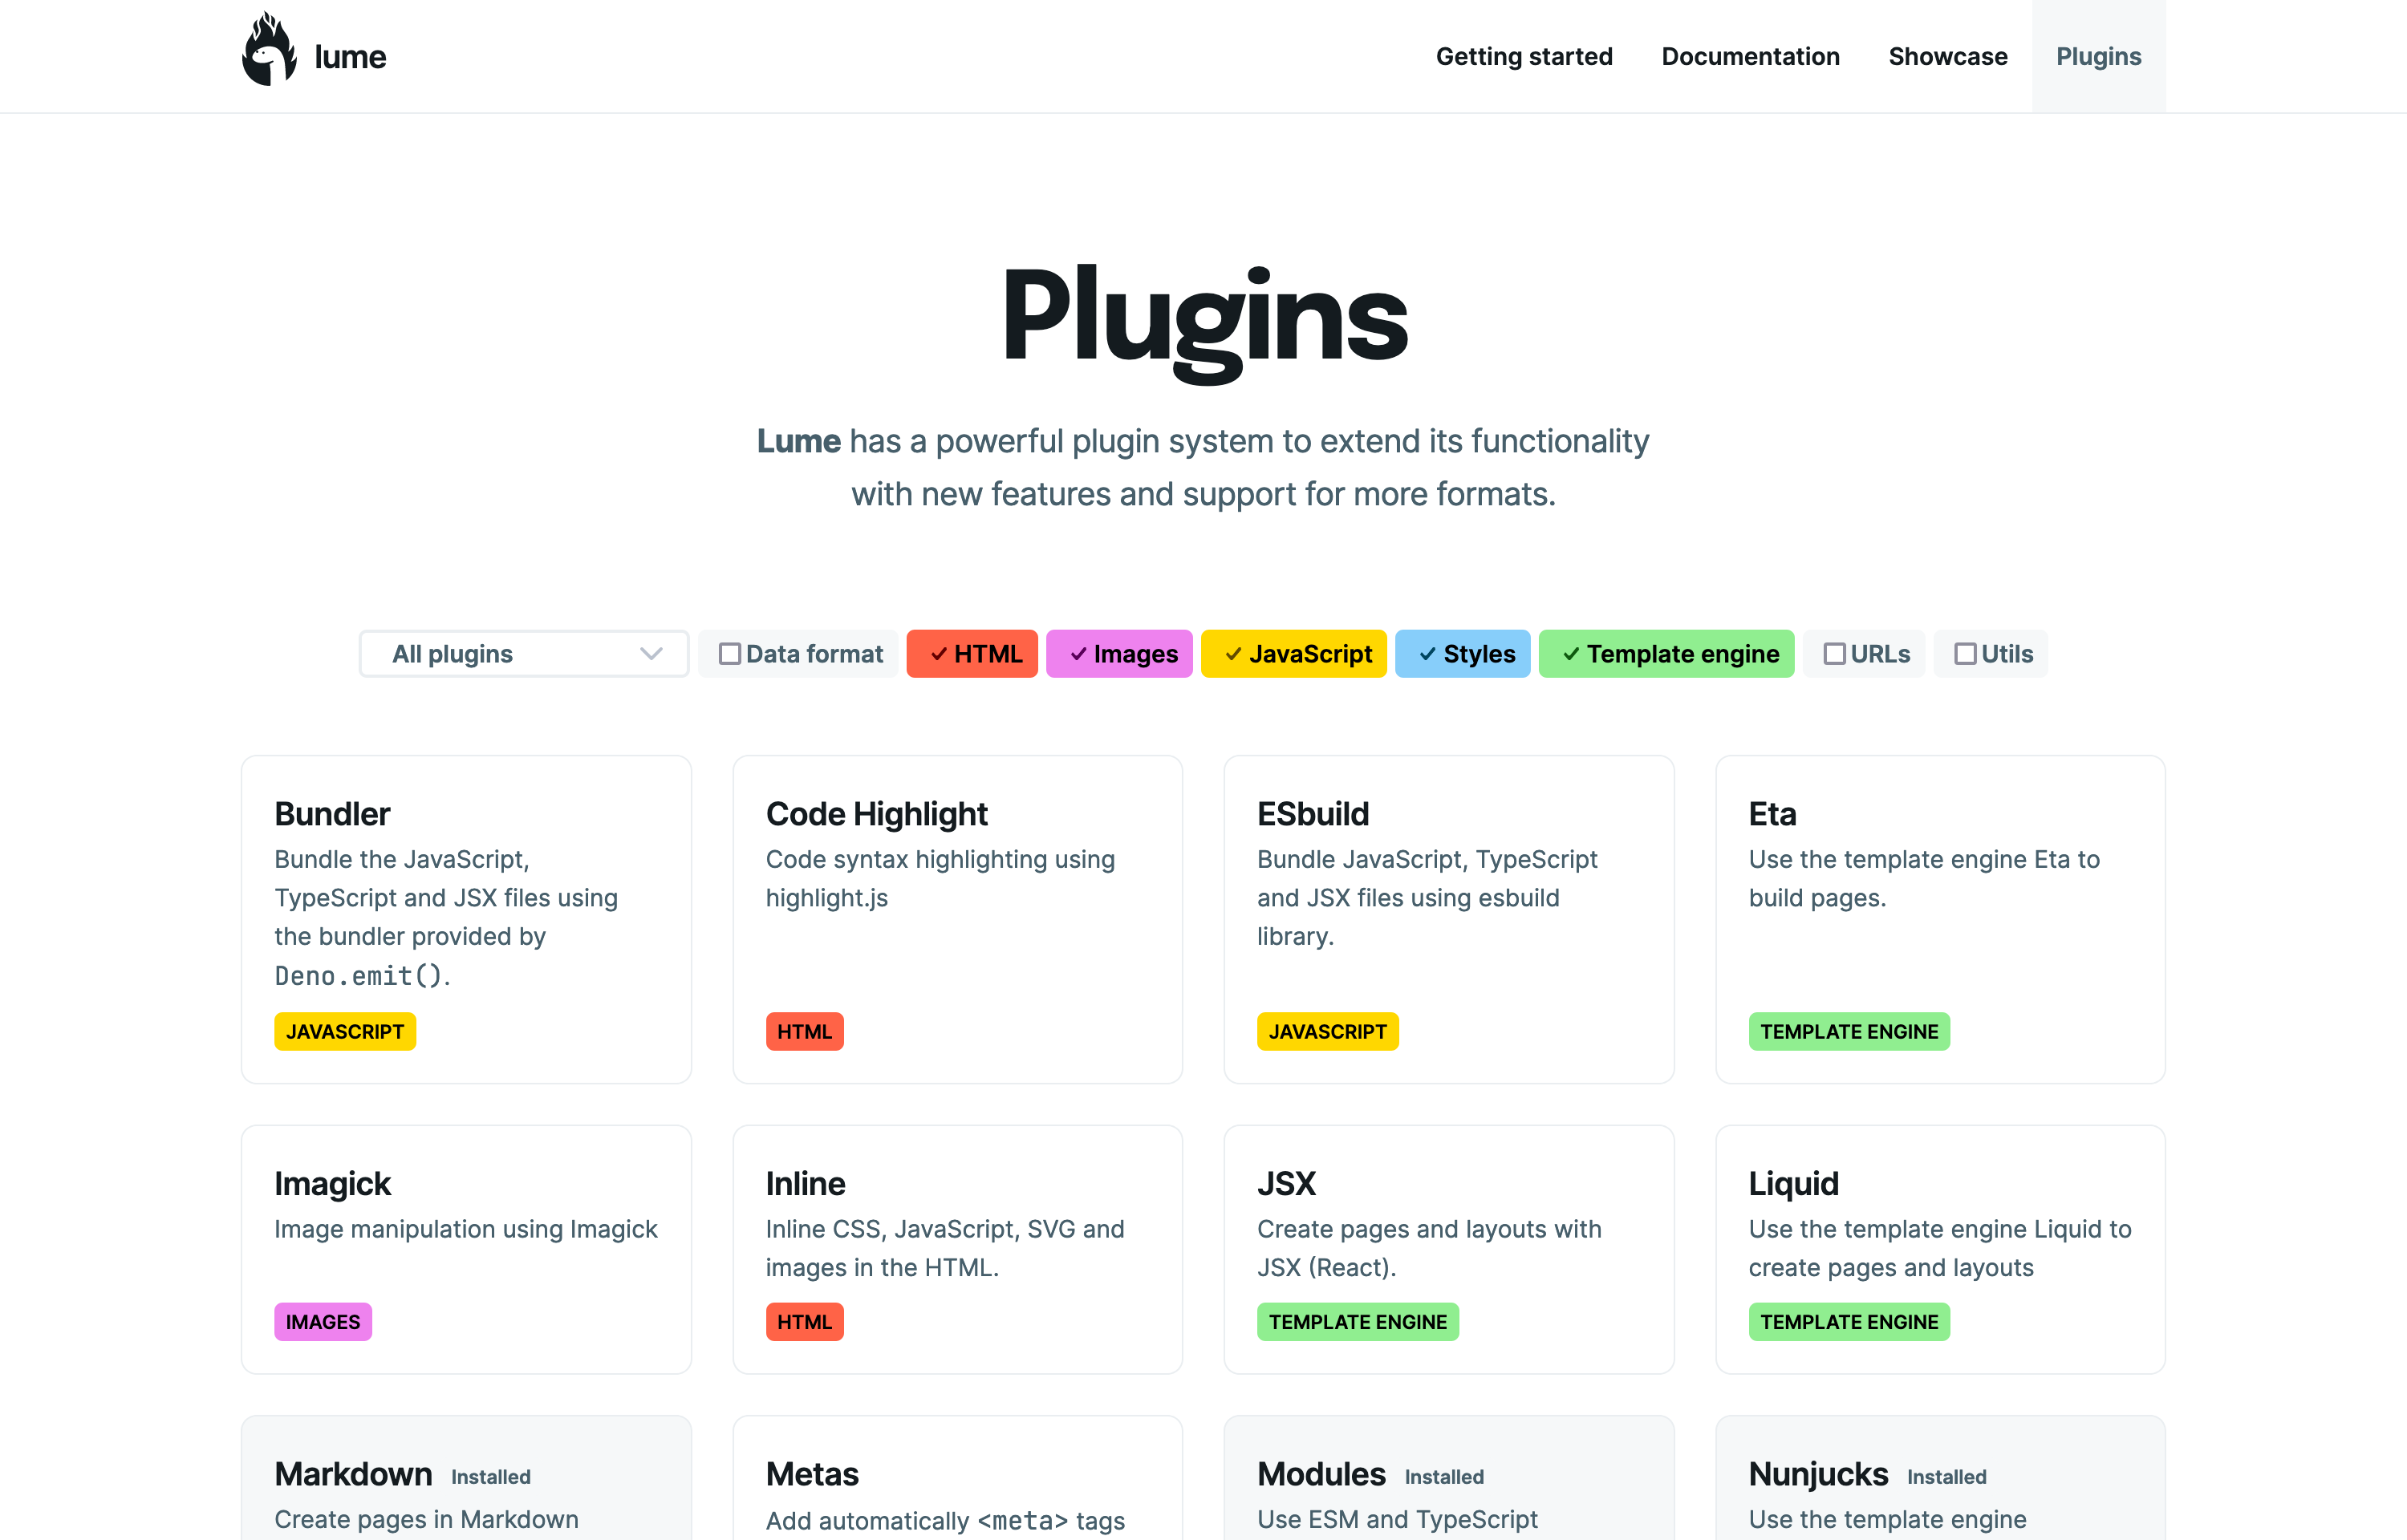 lume
Getting started
Documentation
Showcase
Plugins
Plugins
Lume has a powerful plugin system to extend its functionality
with new features and support for more formats.
All plugins
Data format
HTML
Images
JavaScript
Styles
Template engine
URLs
Utils
Bundler
Bundle the JavaScript,
TypeScript and JSX files using
the bundler provided by
Deno.emit().
JAVASCRIPT
Code Highlight
Code syntax highlighting using
highlight.js
HTML
ESbuild
Bundle JavaScript, TypeScript
and JSX files using esbuild
library.
JAVASCRIPT
Eta
Use the template engine Eta to
build pages.
TEMPLATE ENGINE
Imagick
Image manipulation using Imagick
IMAGES
Inline
Inline CSS, JavaScript, SVG and
images in the HTML.
HTML
JSX
Create pages and layouts with
JSX (React).
TEMPLATE ENGINE
Liquid
Use the template engine Liquid to
create pages and layouts
TEMPLATE ENGINE
Markdown Installed
Create pages in Markdown
Metas
Add automatically <meta> tags
Modules Installed
Use ESM and TypeScript
Nunjucks Installed
Use the template engine